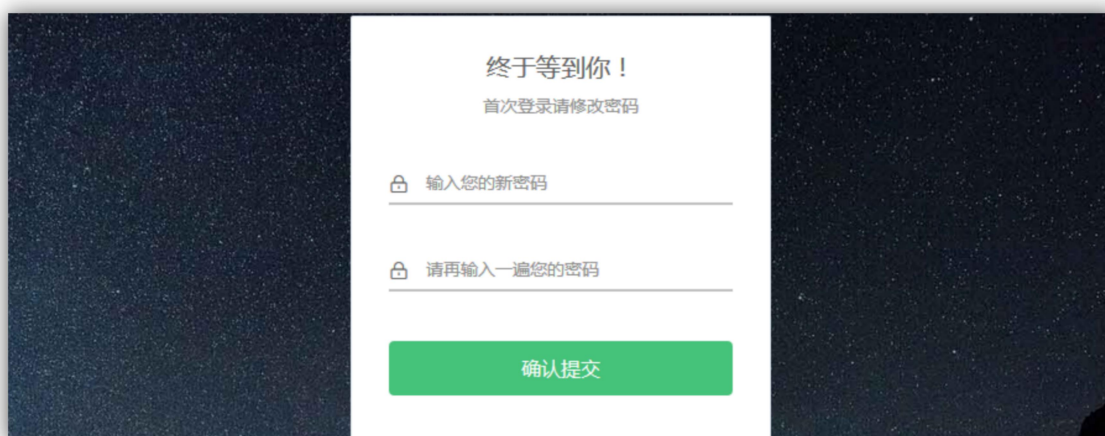 终于等到你！
首次登录请修改密码
输入您的新密码
请再输入一遍您的密码
确认提交